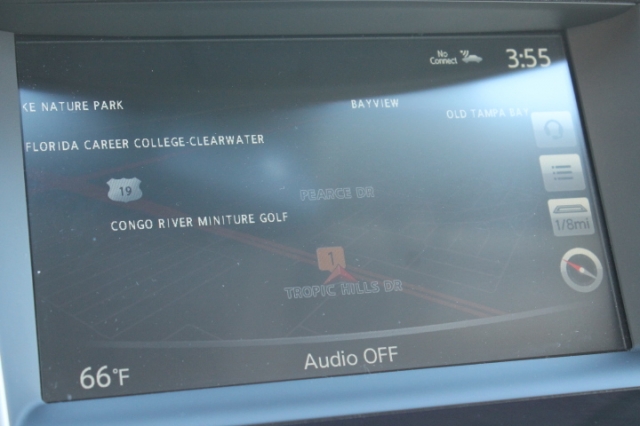 No
Connect
3:55
KE NATURE PARK
BAYVIEW
OLD TAMPA BAY
FLORIDA CAREER COLLEGE-CLEARWATER
19
PEARCE DR
CONGO RIVER MINITURE GOLF
1/8mi
1
TROPIC HILLS DR
Audio OFF
66°F